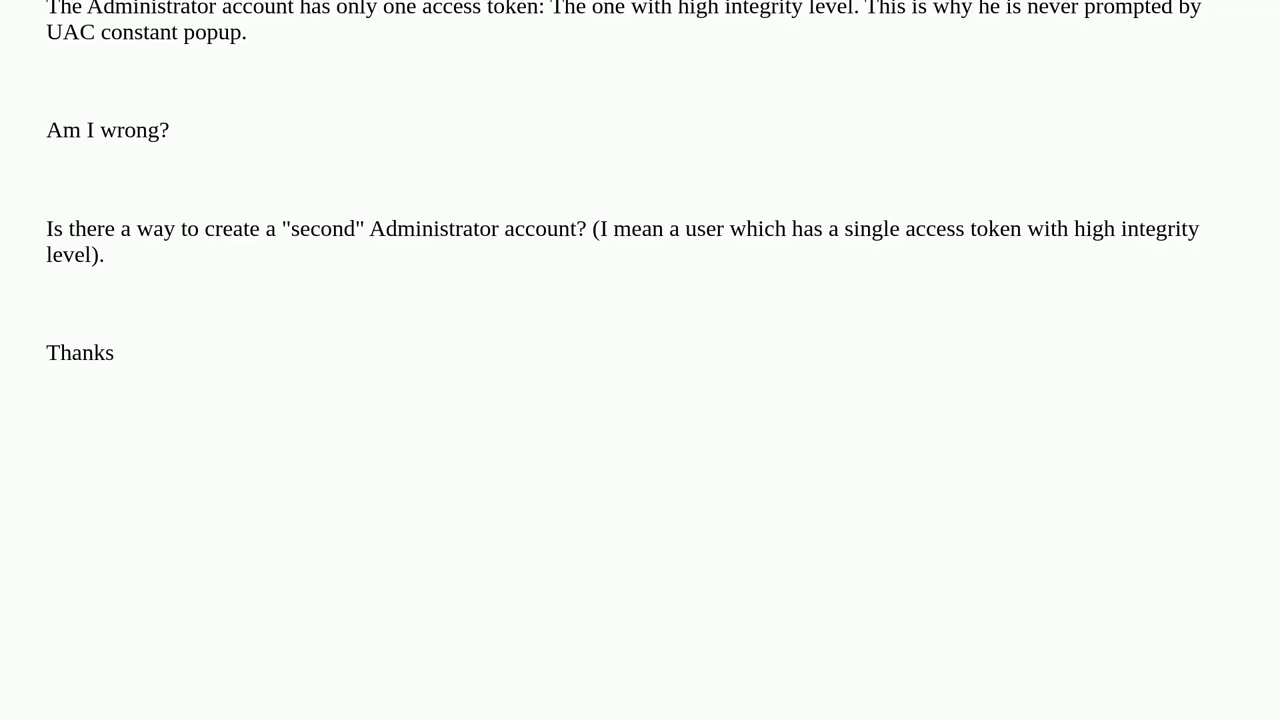 The Administrator account has only one access token: The one with high integrity level. This is why he is never prompted by
UAC constant popup.
Am I wrong?
Is there a way to create a "second" Administrator account? (I mean a user which has a single access token with high integrity
level).
Thanks